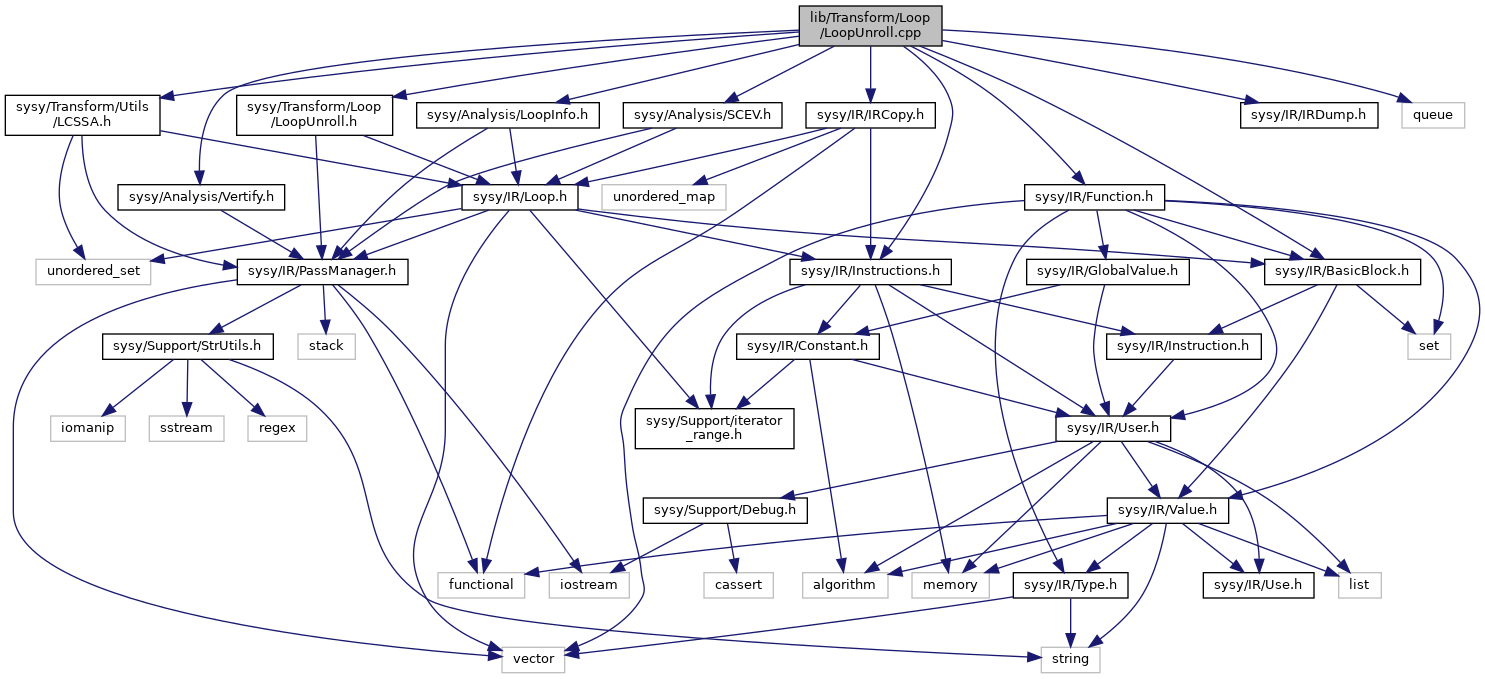 lib/Transform/Loop
/LoopUnroll.cpp
sysy/Transform/Utils
/LCSSA.h
sysy/Transform/Loop
/LoopUnroll.h
sysy/Analysis/LoopInfo.h
sysy/Analysis/SCEV.h
sysy/IR/IRCopy.h
sysy/IR/IRDump.h
queue
sysy/Analysis/Vertify.h
sysy/IR/Loop.h
unordered_map
sysy/IR/Function.h
unordered_set
sysy/IR/PassManager.h
sysy/IR/Instructions.h
sysy/IR/GlobalValue.h
sysy/IR/BasicBlock.h
sysy/Support/StrUtils.h
stack
sysy/IR/Constant.h
sysy/IR/Instruction.h
set
iomanip
sstream
regex
sysy/Support/iterator
_range.h
sysy/IR/User.h
sysy/Support/Debug.h
sysy/IR/Value.h
functional
iostream
cassert
algorithm
memory
sysy/IR/Type.h
sysy/IR/Use.h
list
vector
string